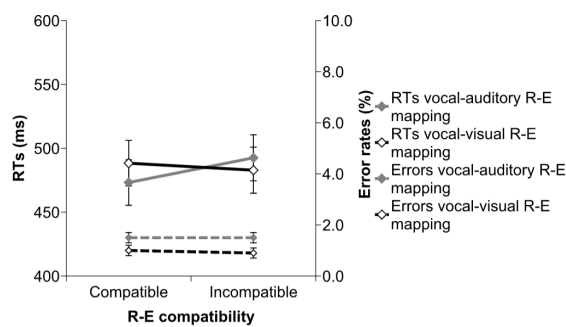 600
550
500
450
400
RTs (ms)
10.0
8.0
6.0
4.0
2.0
0.0
Error rates (%)
Compatible Incompatible
R-E compatibility
RTs vocal-auditory R-E
mapping
RTs vocal-visual R-E
mapping
Errors vocal-auditory R-E
mapping
Errors vocal-visual R-E
mapping